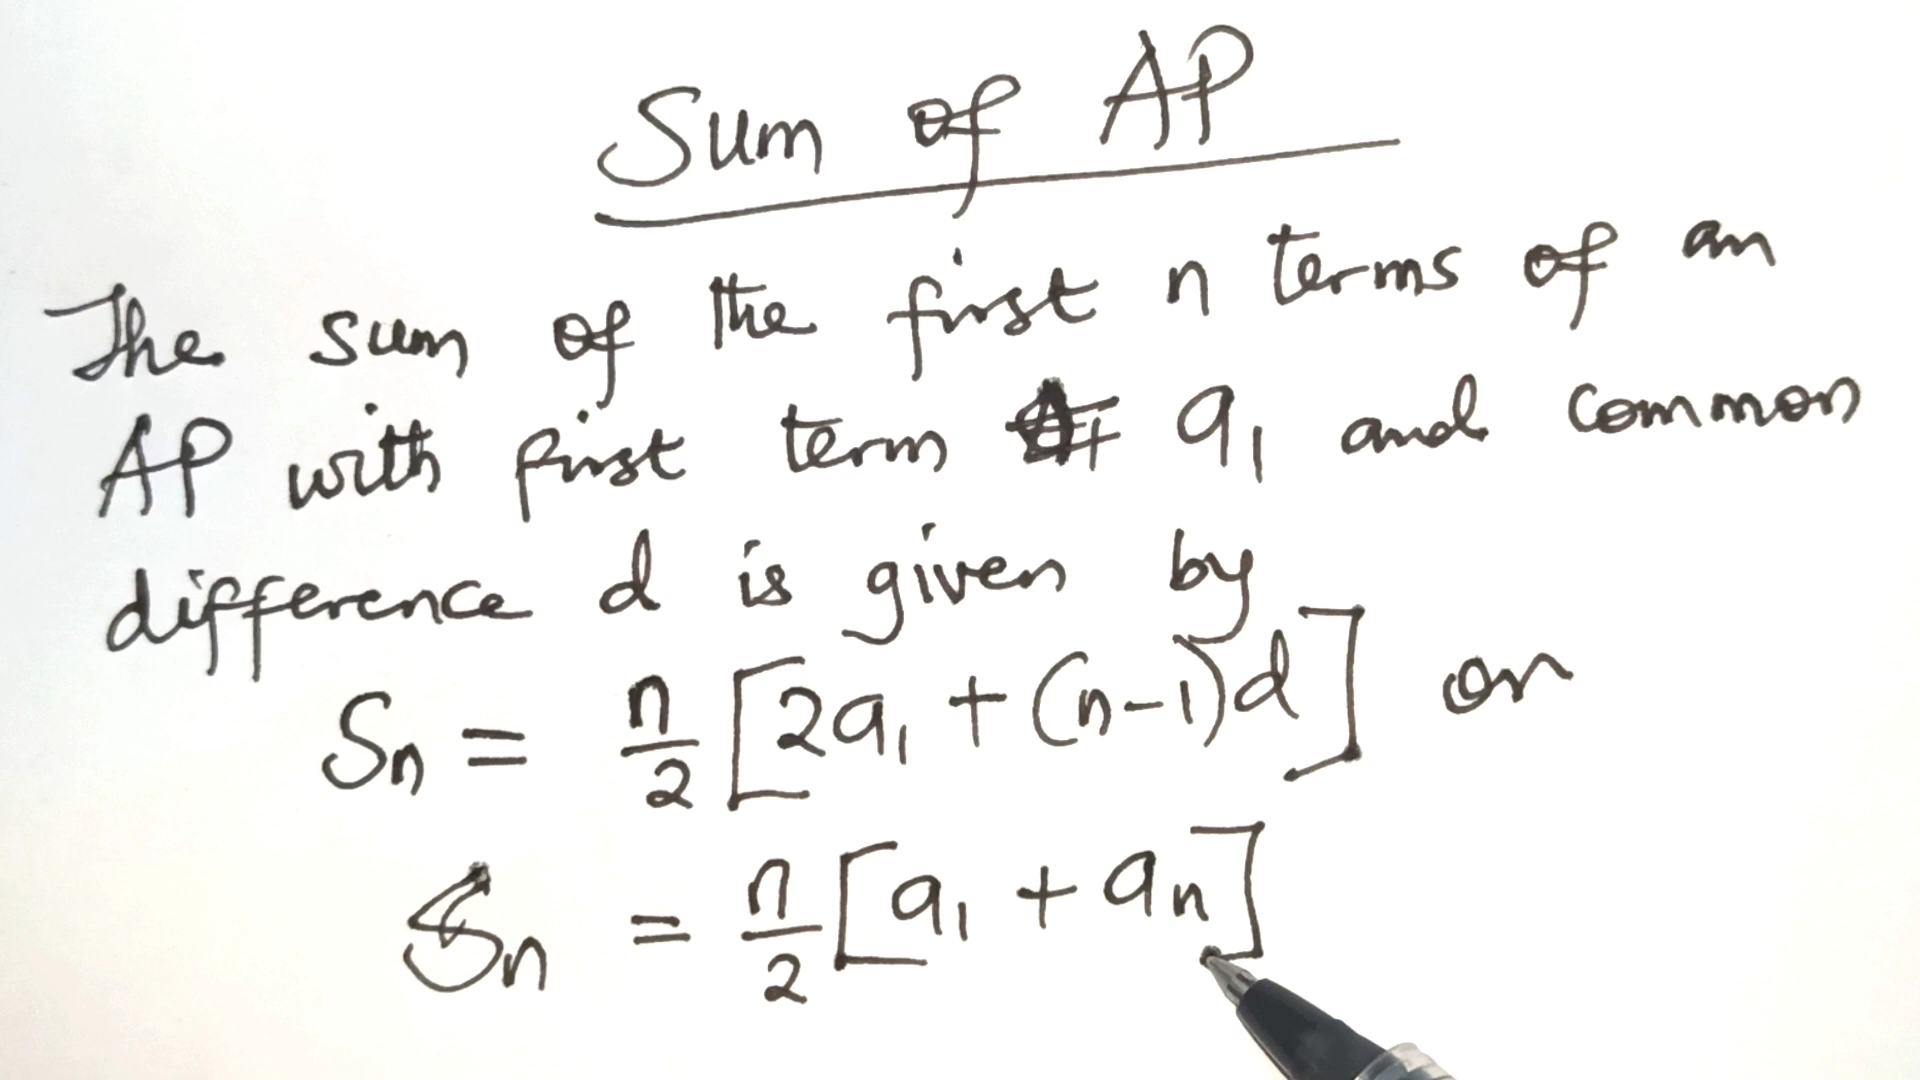 Sum of AP
The sum of the first n terms of an
AP with first term a₁ and common
difference d is given by
Sₙ = n/2 [2a₁ + (n-1)d] or
Sₙ = n/2 [a₁ + aₙ]